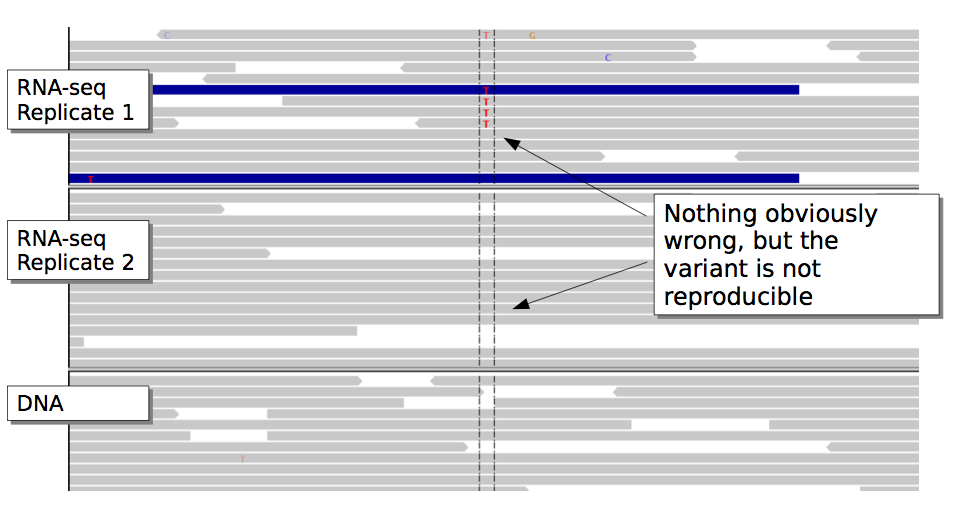 C T G
C
RNA-seq
Replicate 1
T
T
T
T
T
RNA-seq
Replicate 2
Nothing obviously
wrong, but the
variant is not
reproducible
DNA
T